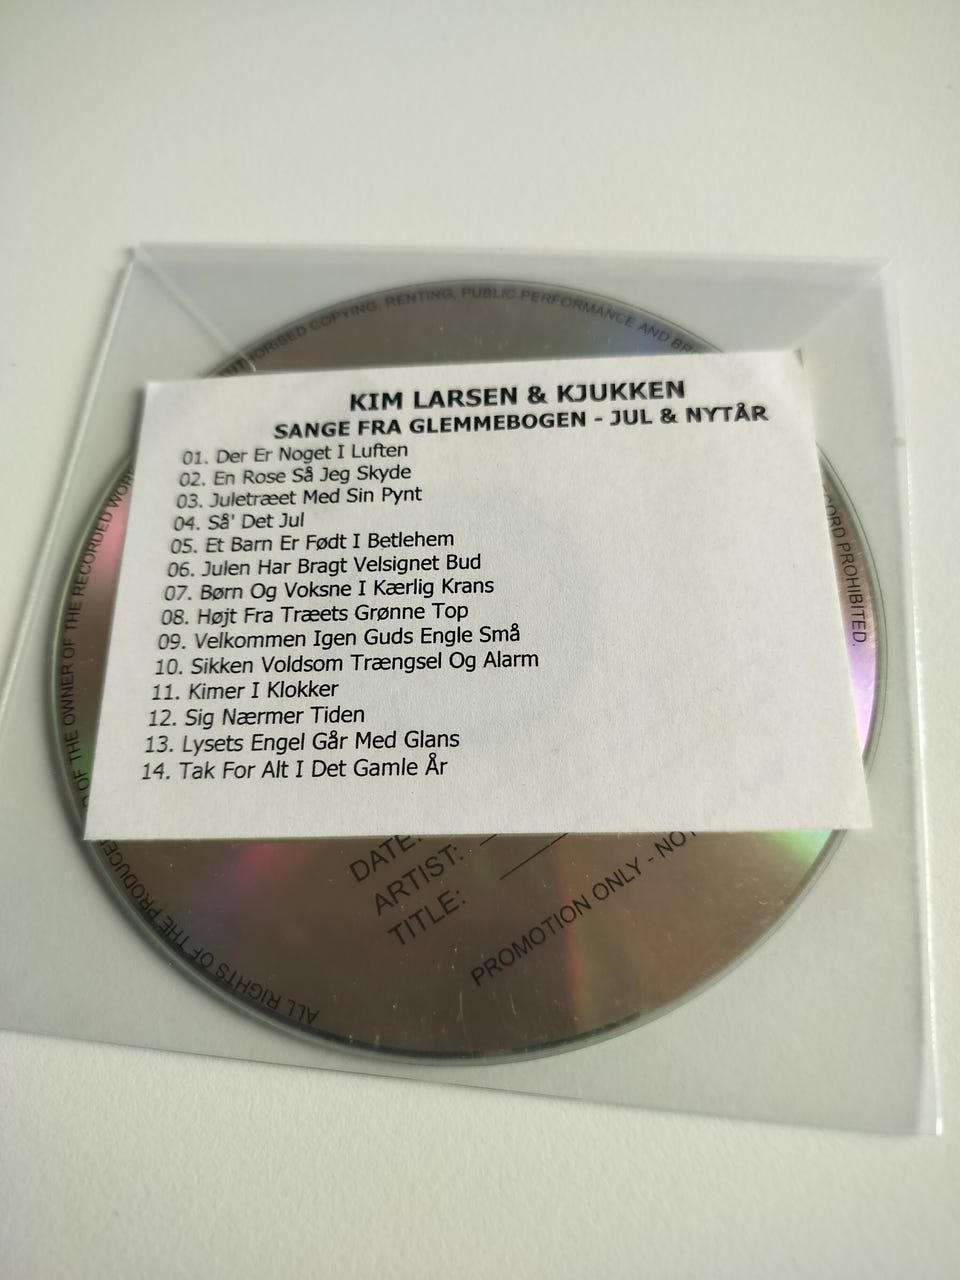 KIM LARSEN & KJUKKEN
SANGE FRA GLEMMEBOGEN - JUL & NYTÅR
01. Der Er Noget I Luften
02. En Rose Så Jeg Skyde
03. Juletræet Med Sin Pynt
04. Så' Det Jul
05. Et Barn Er Født I Betlehem
06. Julen Har Bragt Velsignet Bud
07. Børn Og Voksne I Kærlig Krans
08. Højt Fra Træets Grønne Top
09. Velkommen Igen Guds Engle Små
10. Sikken Voldsom Trængsel Og Alarm
11. Kimer I Klokker
12. Sig Nærmer Tiden
13. Lysets Engel Går Med Glans
14. Tak For Alt I Det Gamle År
DATE:
ARTIST:
TITLE:
PROMOTION ONLY - NOT
ALL RIGHTS OF THE PRODUCER
OF THE OWNER OF THE RECORDED WORK
COPYING, RENTING, PUBLIC PERFORMANCE AND
PROHIBITED.